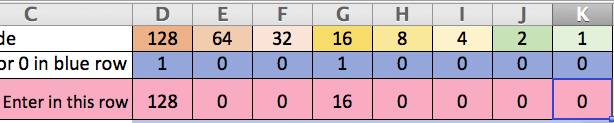 C D E F G H I J K
de 128 64 32 16 8 4 2 1
or 0 in blue row 1 0 0 1 0 0 0 0
Enter in this row 128 0 0 16 0 0 0 0